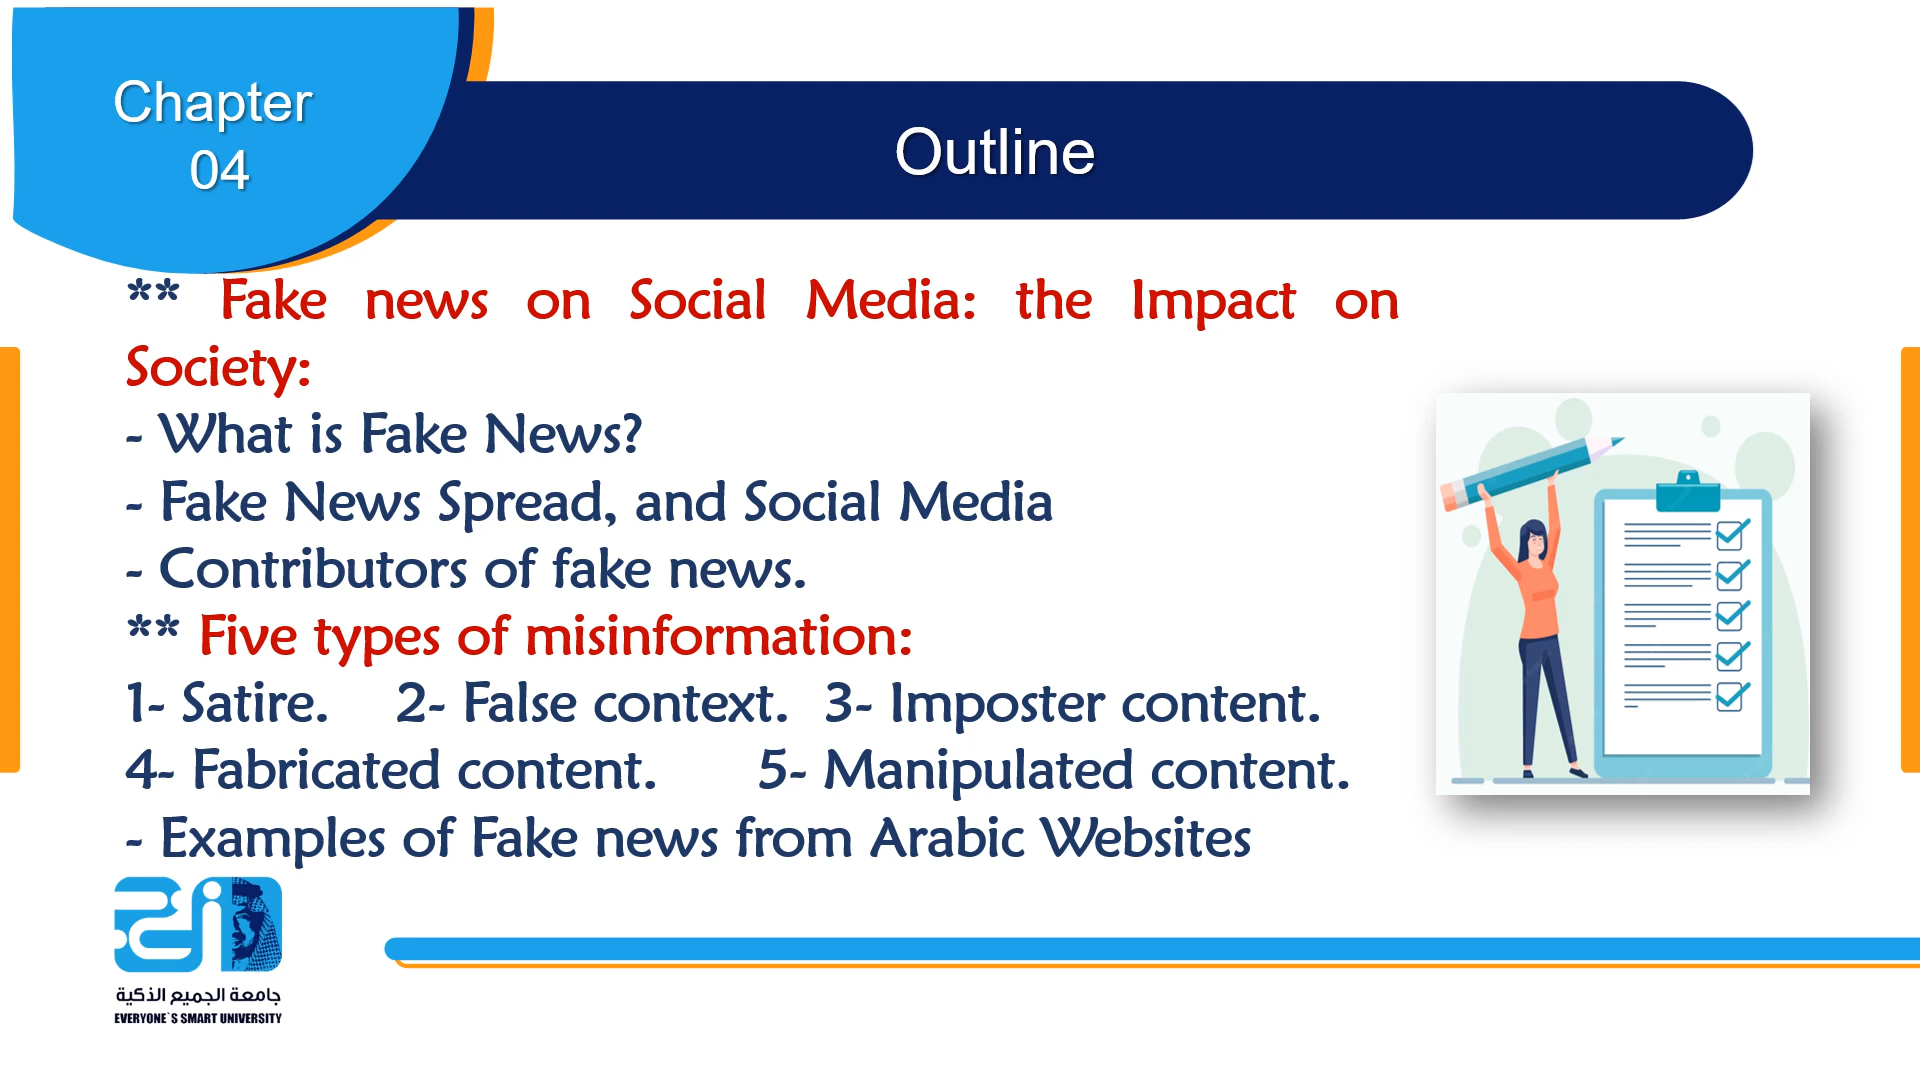 Chapter
04
Outline
** Fake news on Social Media: the Impact on
Society:
- What is Fake News?
- Fake News Spread, and Social Media
- Contributors of fake news.
** Five types of misinformation:
1- Satire. 2- False context. 3- Imposter content.
4- Fabricated content. 5- Manipulated content.
- Examples of Fake news from Arabic Websites
جامعة الجميع الذكية
EVERYONE`S SMART UNIVERSITY